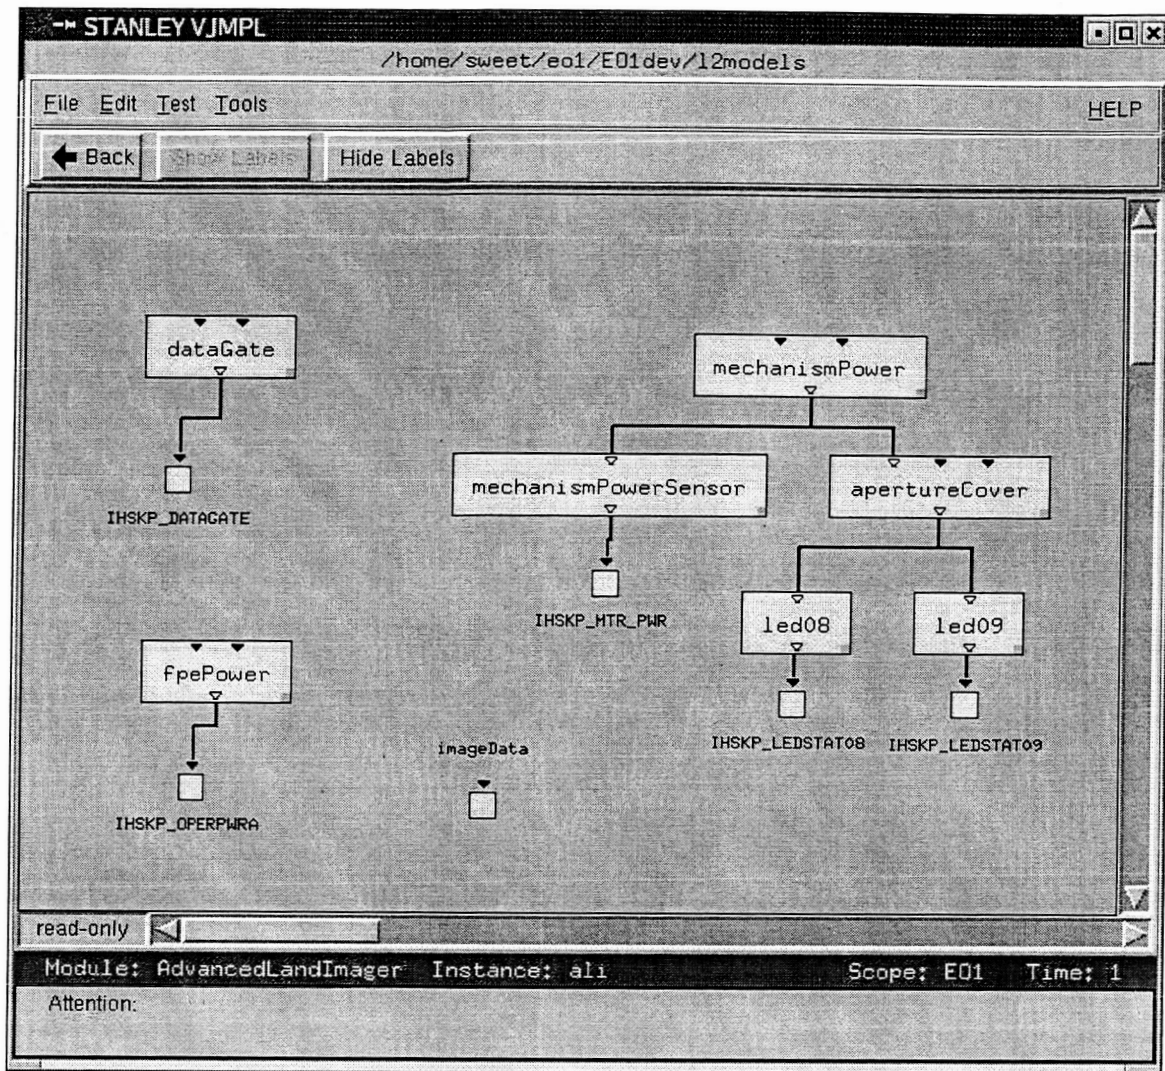 STANLEY VJMPL
/home/sweet/eo1/EO1dev/l2models
File Edit Test Tools HELP
Back Show Labels Hide Labels
dataGate
mechanismPower
mechanismPowerSensor
apertureCover
IHSKP_DATAGATE
IHSKP_MTR_PWR
led08
led09
fpePower
imageData
IHSKP_LEDSTAT08
IHSKP_LEDSTAT09
IHSKP_OPERPWRA
read-only
Module: AdvancedLandImager Instance: ali Scope: EO1 Time: 1
Attention: